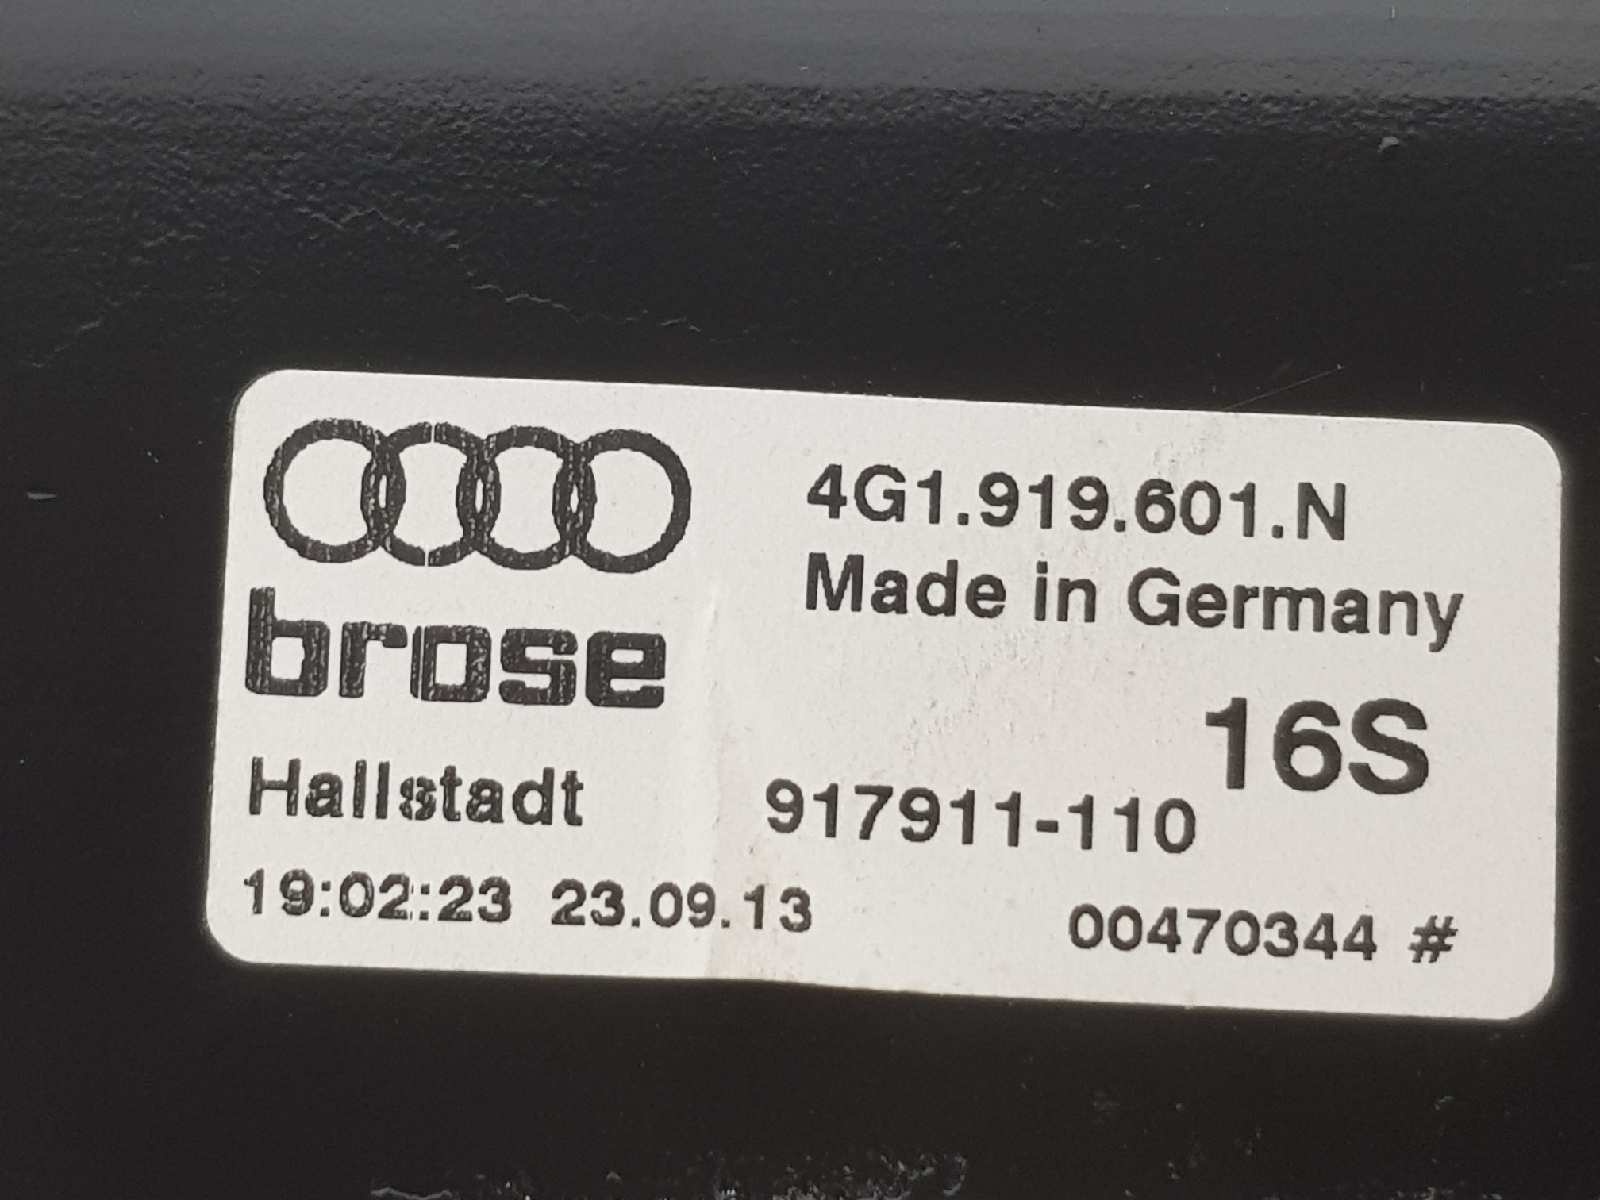 4G1.919.601.N
Made in Germany
brose
16S
Hallstadt
917911-110
19:02:23 23.09.13
00470344 #